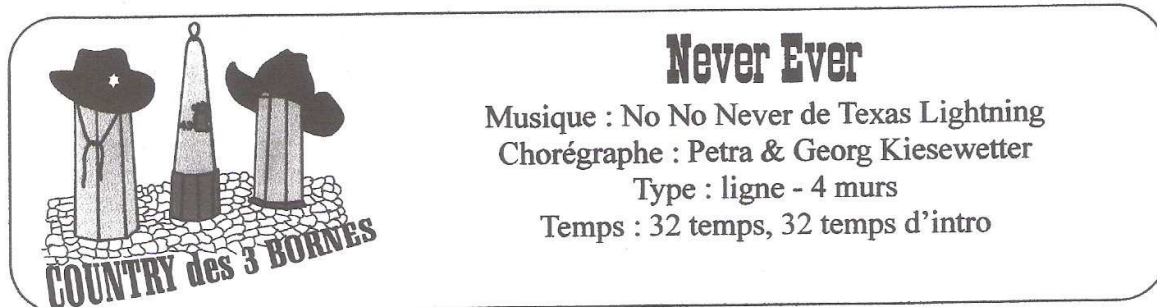 Never Ever
Musique : No No Never de Texas Lightning
Chorégraphe : Petra & Georg Kiesewetter
Type : ligne - 4 murs
Temps : 32 temps, 32 temps d'intro
COUNTRY des 3 BORNES